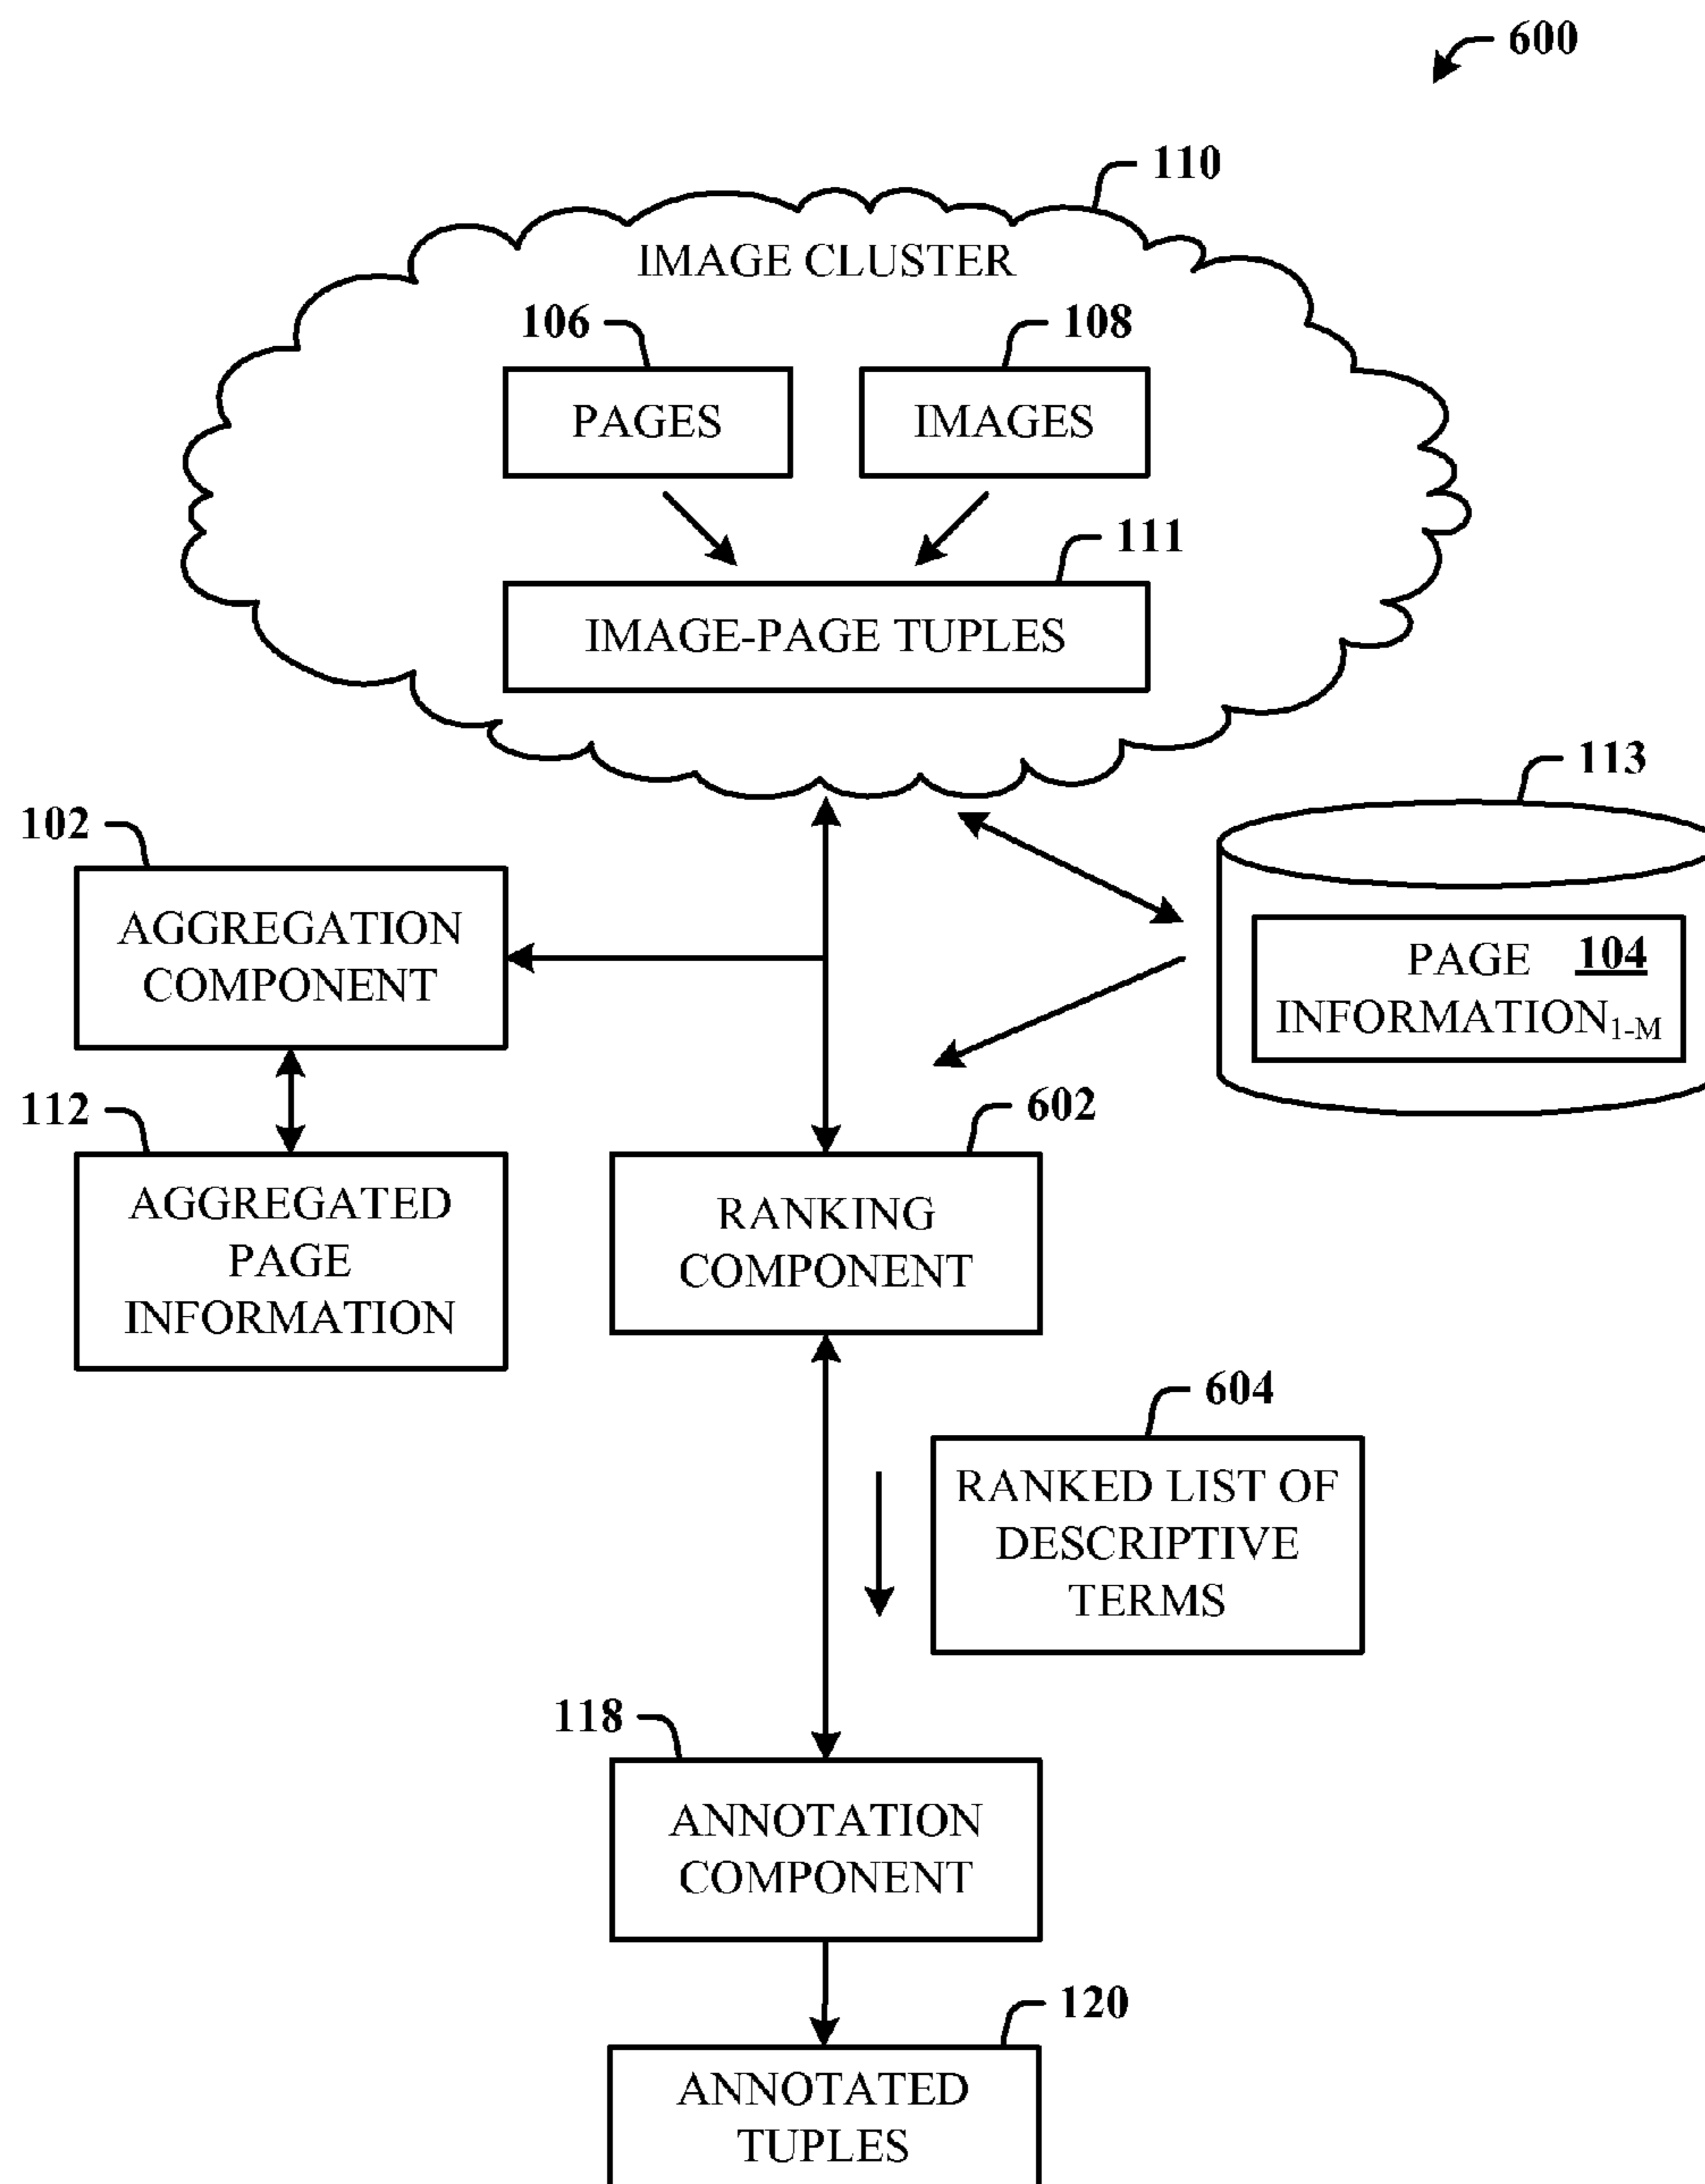 600
110
IMAGE CLUSTER
106
108
PAGES
IMAGES
111
IMAGE-PAGE TUPLES
113
102
AGGREGATION
COMPONENT
PAGE 104
INFORMATION1-M
112
602
AGGREGATED
PAGE
INFORMATION
RANKING
COMPONENT
604
RANKED LIST OF
DESCRIPTIVE
TERMS
118
ANNOTATION
COMPONENT
120
ANNOTATED
TUPLES